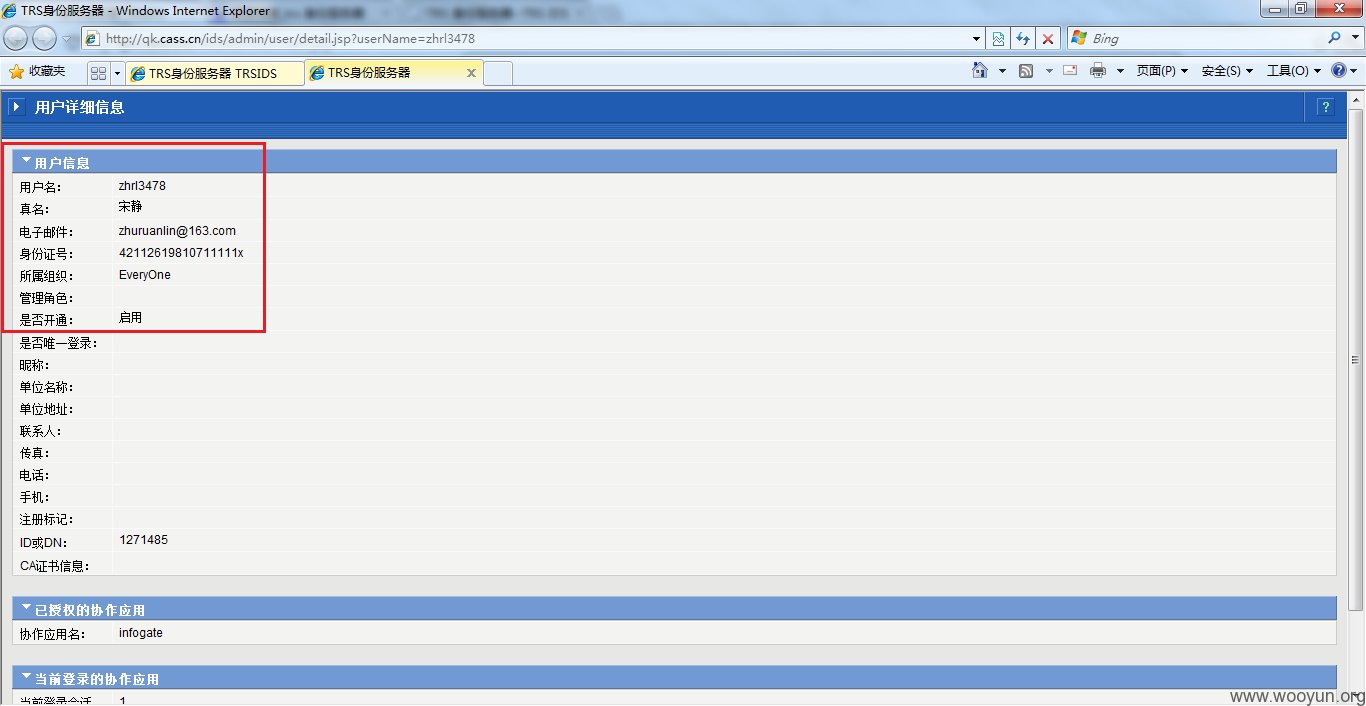 TRS身份服务器 - Windows Internet Explorer
http://qk.cass.cn/ids/admin/user/detail.jsp?userName=zhrl3478
Bing
收藏夹
TRS身份服务器 TRSIDS
TRS身份服务器
页面(P)
安全(S)
工具(O)
用户详细信息
?
用户信息
用户名: zhrl3478
真名: 宋静
电子邮件: zhuruanlin@163.com
身份证号: 42112619810711111x
所属组织: EveryOne
管理角色:
是否开通: 启用
是否唯一登录:
昵称:
单位名称:
单位地址:
联系人:
传真:
电话:
手机:
注册标记:
ID或DN: 1271485
CA证书信息:
已授权的协作应用
协作应用名: infogate
当前登录的协作应用
当前登录会话 1
www.wooyun.org